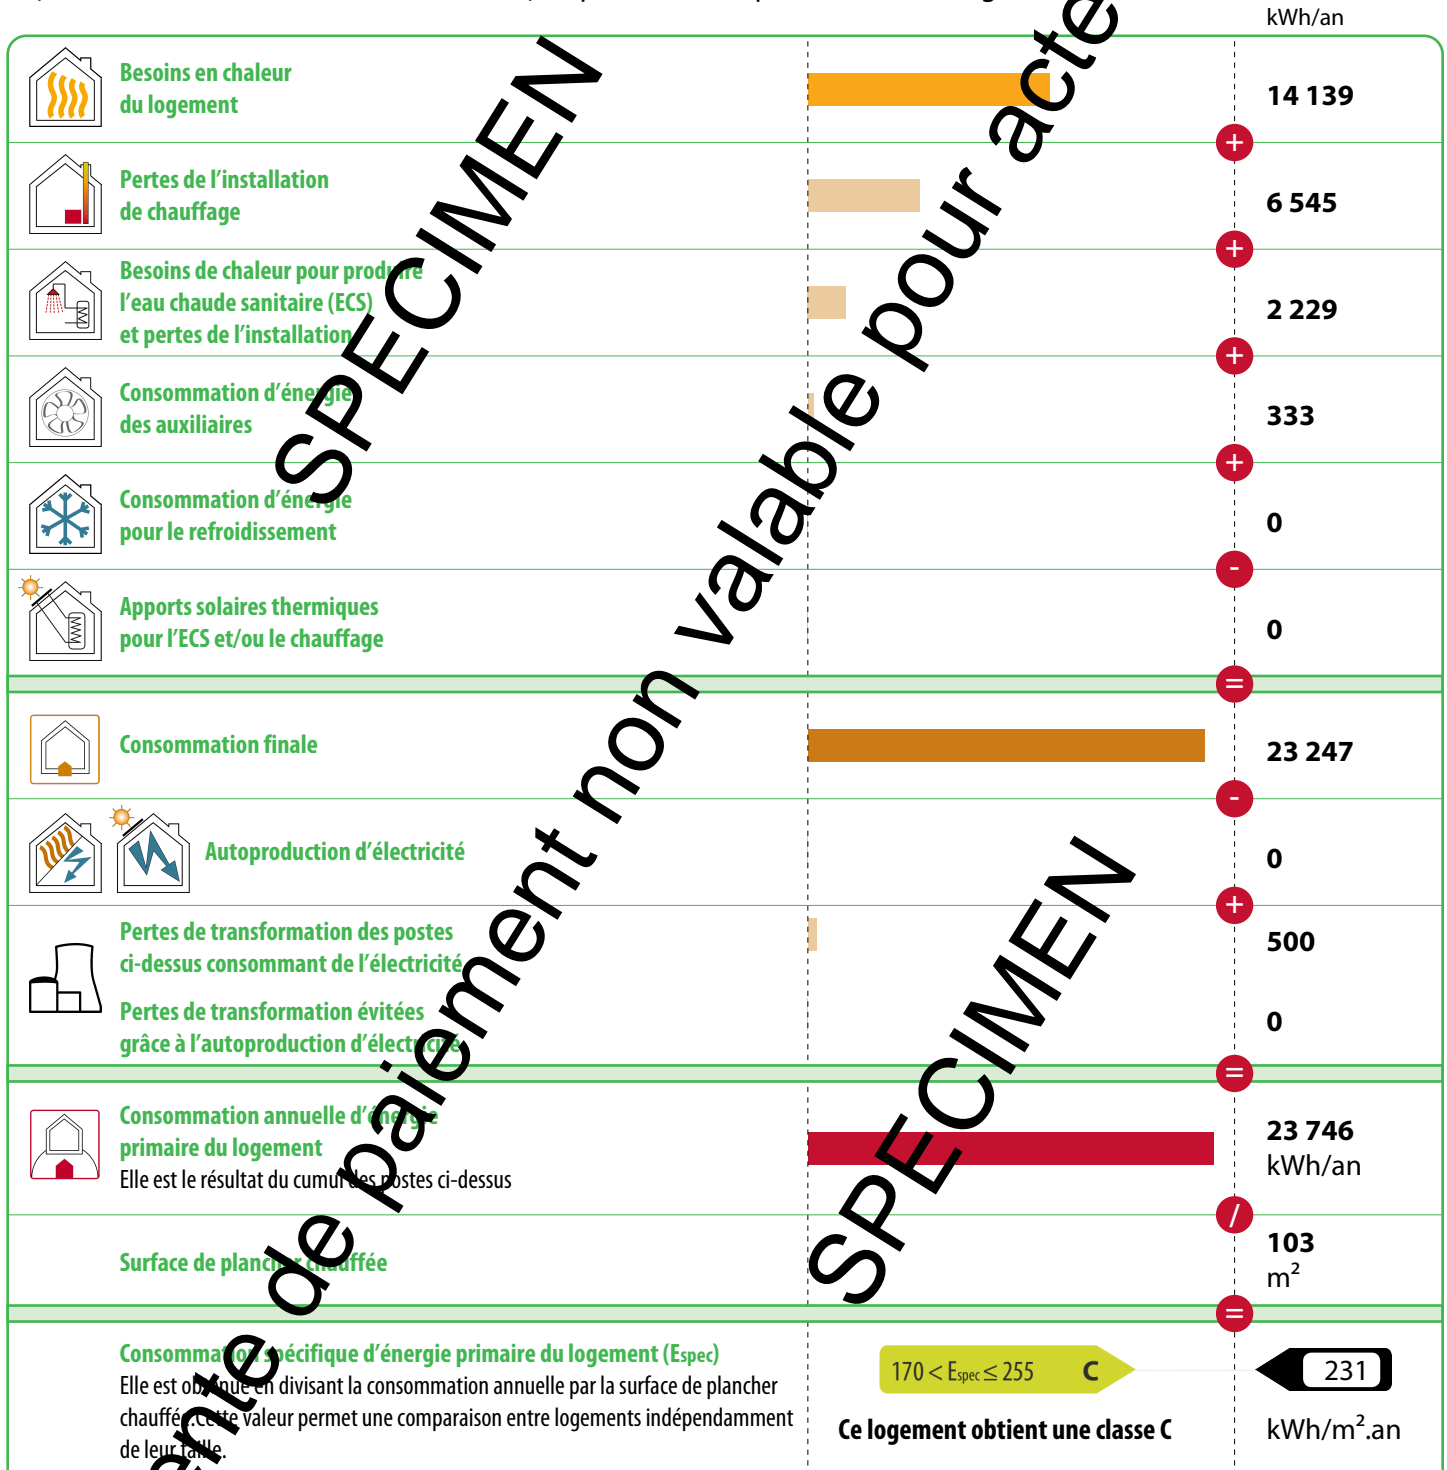 kWh/an
Besoins en chaleur
du logement
14 139
+
Pertes de l'installation
de chauffage
6 545
+
Besoins de chaleur pour produire
l'eau chaude sanitaire (ECS)
et pertes de l'installation
2 229
+
Consommation d'énergie
des auxiliaires
333
+
Consommation d'énergie
pour le refroidissement
0
-
Apports solaires thermiques
pour l'ECS et/ou le chauffage
0
=
Consommation finale
23 247
-
Autoproduction d'électricité
0
+
Pertes de transformation des postes
ci-dessus consommant de l'électricité
500
Pertes de transformation évitées
grâce à l'autoproduction d'électricité
0
=
Consommation annuelle d'énergie
primaire du logement
Elle est le résultat du cumul des postes ci-dessus
23 746
kWh/an
/
Surface de plancher chauffée
103
m²
=
Consommation spécifique d'énergie primaire du logement (Espec)
Elle est obtenue en divisant la consommation annuelle par la surface de plancher
chauffée. Cette valeur permet une comparaison entre logements indépendamment
de leur taille.
170 < Espec ≤ 255 C
Ce logement obtient une classe C
231
kWh/m².an
SPECIMEN
de paiement non valable pour acte
SPECIMEN